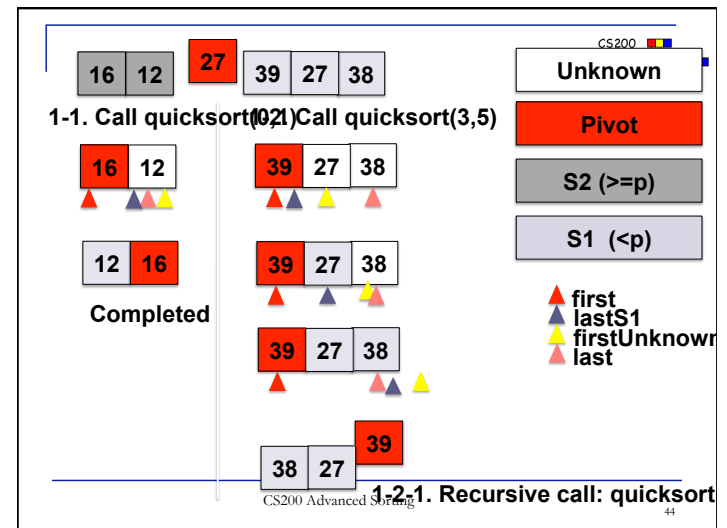 CS200
16 12 27 39 27 38
Unknown
1-1. Call quicksort(0,1)
1-2. Call quicksort(3,5)
Pivot
16 12
39 27 38
S2 (>=p)
S1 (<p)
12 16
39 27 38
Completed
first
lastS1
firstUnknown
last
39 27 38
39
38 27
1-2-1. Recursive call: quicksort
CS200 Advanced Sorting
44